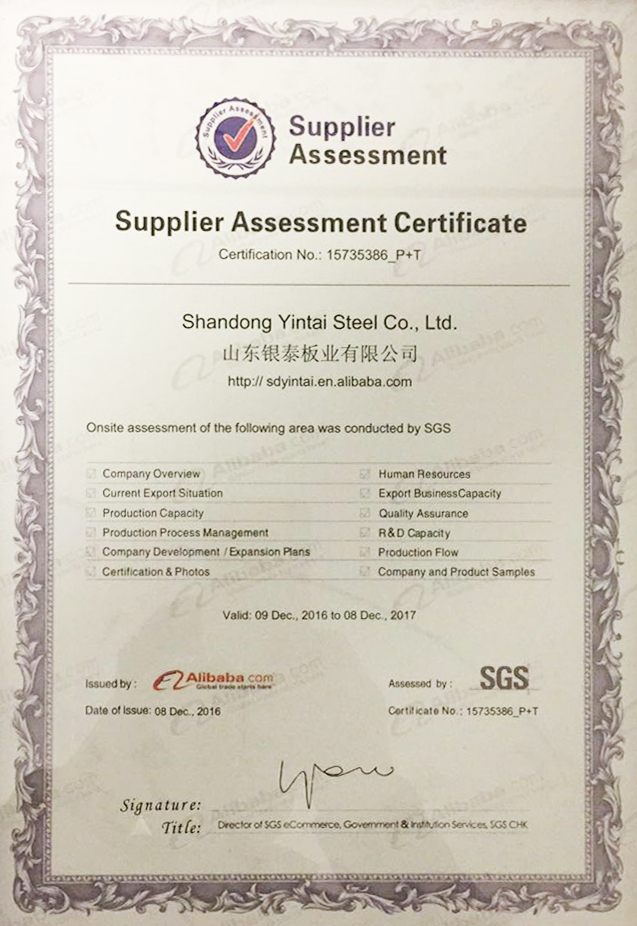 Supplier Assessment
Supplier
Assessment
Supplier Assessment Certificate
Certification No.: 15735386_P+T
Shandong Yintai Steel Co., Ltd.
山东银泰板业有限公司
http:// sdyintai.en.alibaba.com
Onsite assessment of the following area was conducted by SGS
Company Overview Human Resources
Current Export Situation Export BusinessCapacity
Production Capacity Quality Assurance
Production Process Management R&D Capacity
Company Development / Expansion Plans Production Flow
Certification & Photos Company and Product Samples
Valid: 09 Dec., 2016 to 08 Dec., 2017
Issued by : Alibaba.com Assessed by : SGS
Global trade starts here
Date of Issue: 08 Dec., 2016 Certificate No.: 15735386_P+T
Signature:
Title: Director of SGS eCommerce, Government & Institution Services, SGS CHK